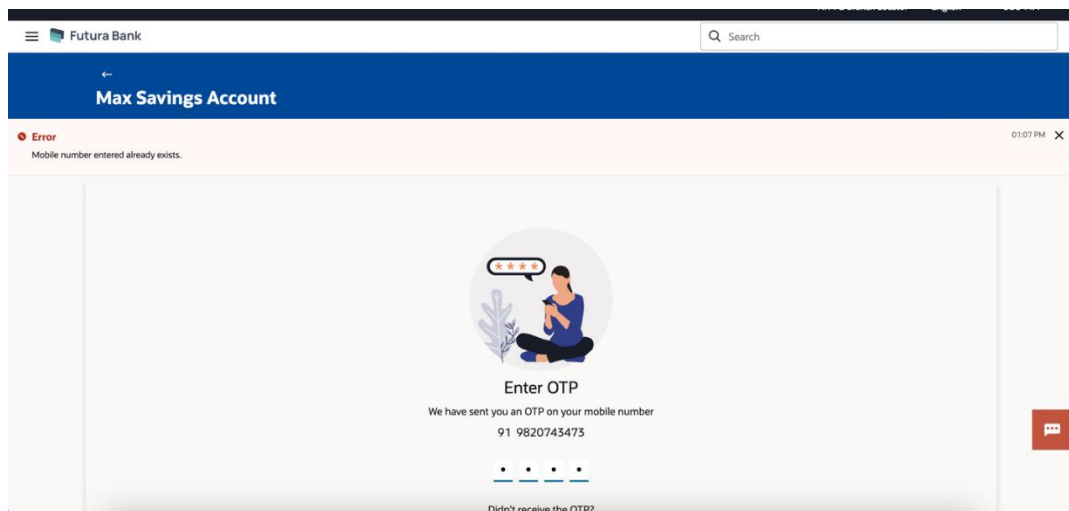 Futura Bank
Search
←
Max Savings Account
Error
01:07 PM
Mobile number entered already exists.
* * * *
Enter OTP
We have sent you an OTP on your mobile number
91 9820743473
Didn't receive the OTP?